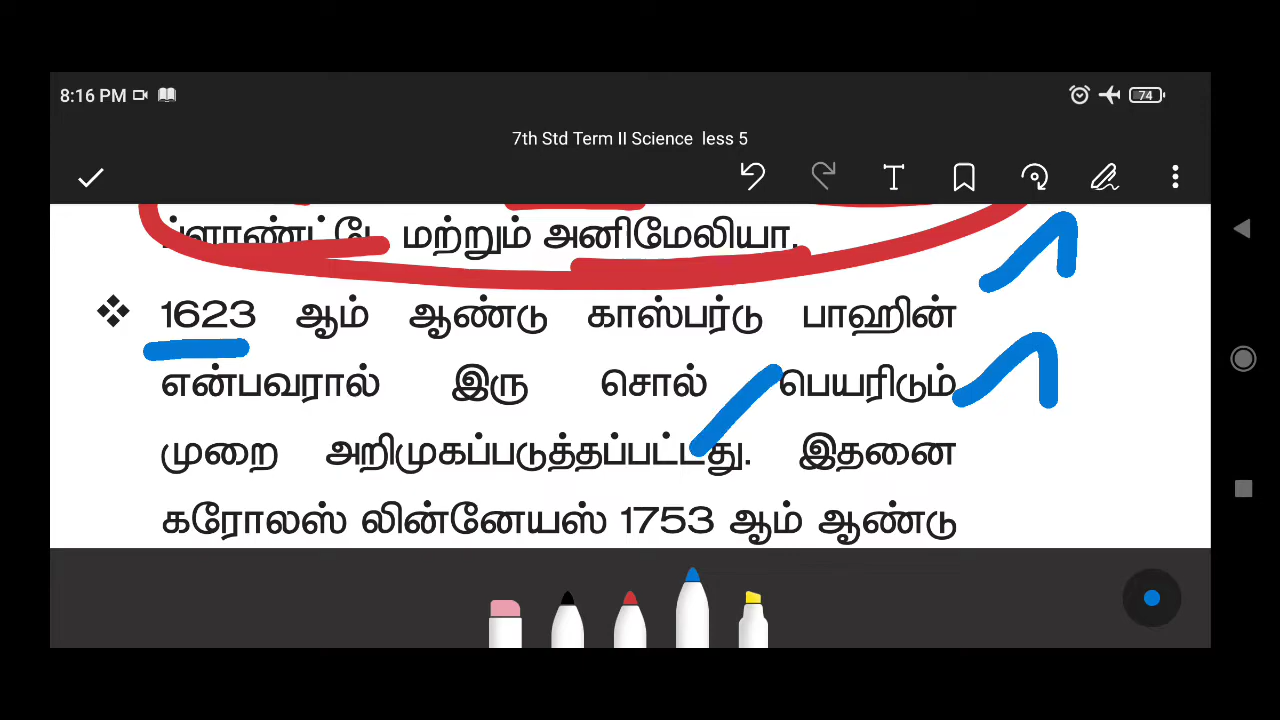 8:16 PM
74
7th Std Term II Science less 5
ப்ளாண்டே மற்றும் அனிமேலியா.
❖ 1623 ஆம் ஆண்டு காஸ்பர்டு பாஹின்
என்பவரால் இரு சொல் பெயரிடும்
முறை அறிமுகப்படுத்தப்பட்டது. இதனை
கரோலஸ் லின்னேயஸ் 1753 ஆம் ஆண்டு